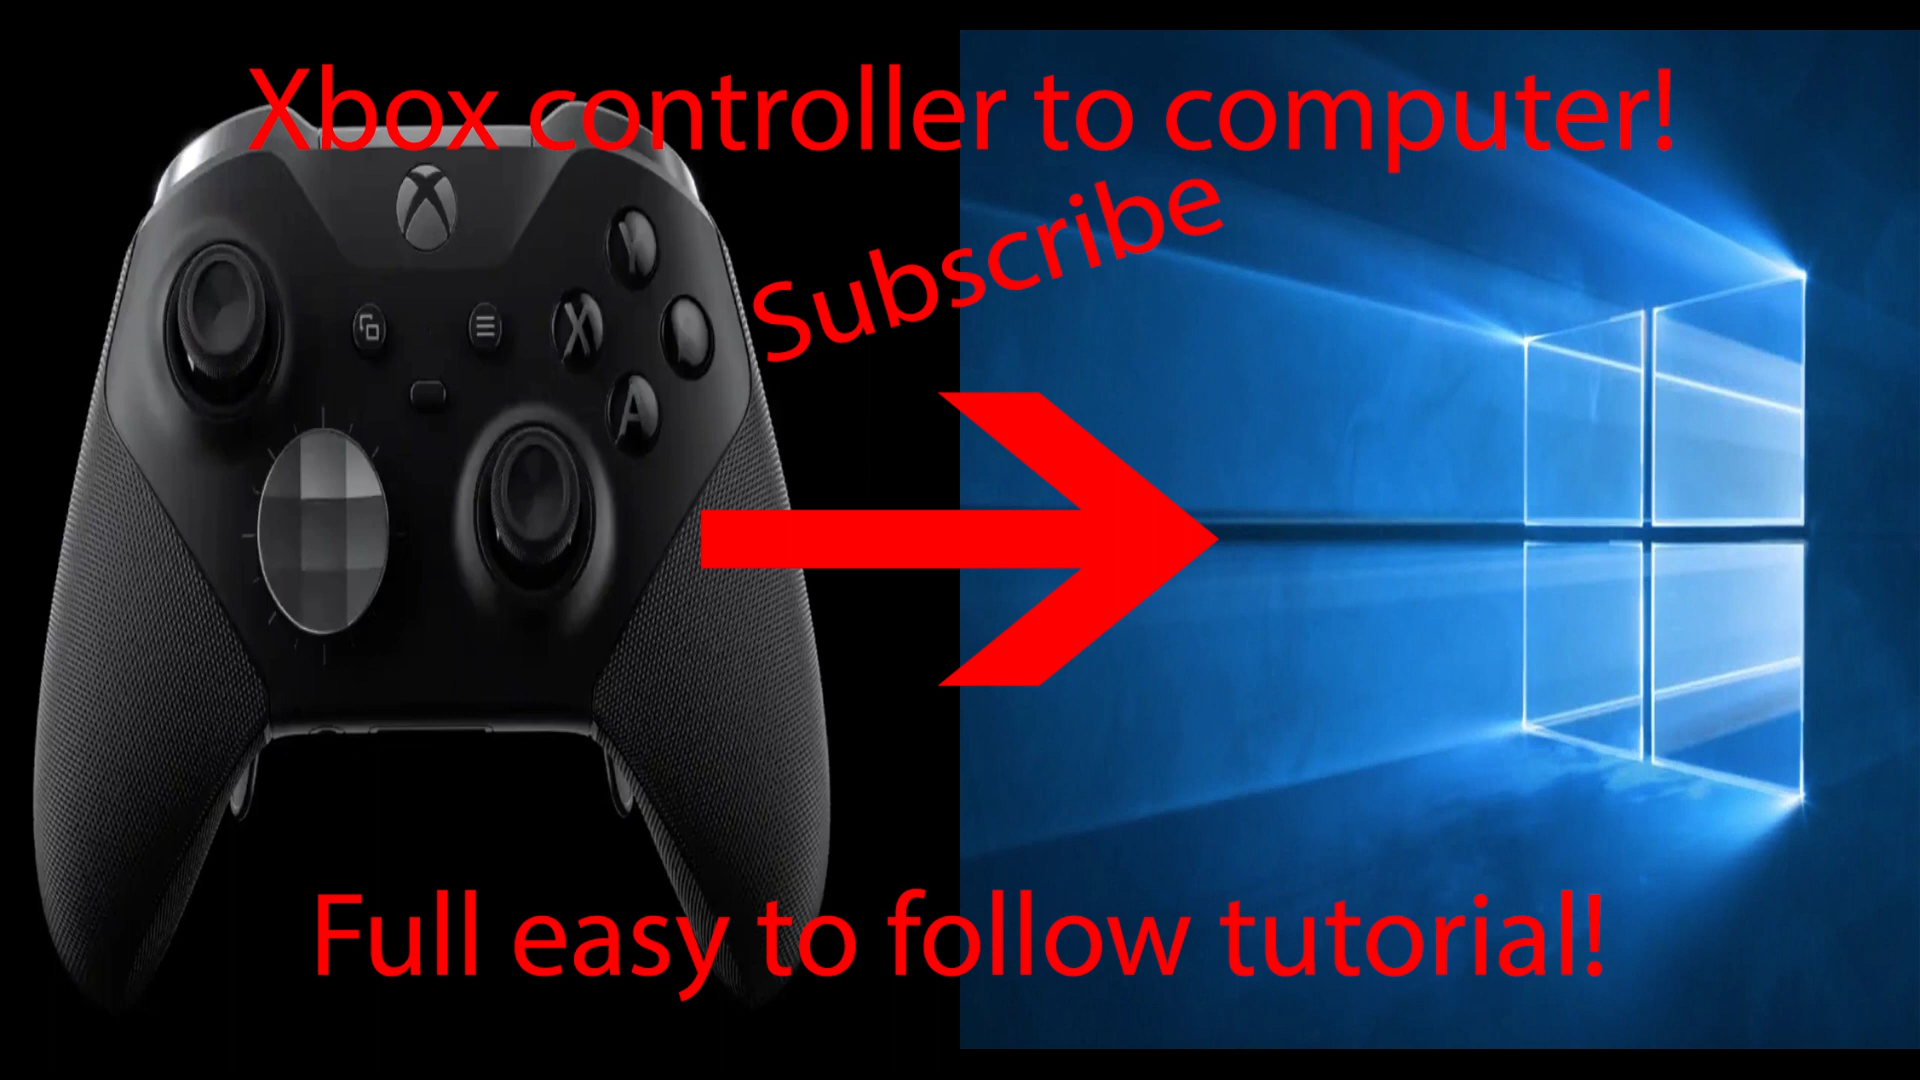 Xbox controller to computer!
Subscribe
Y
X
A
Full easy to follow tutorial!